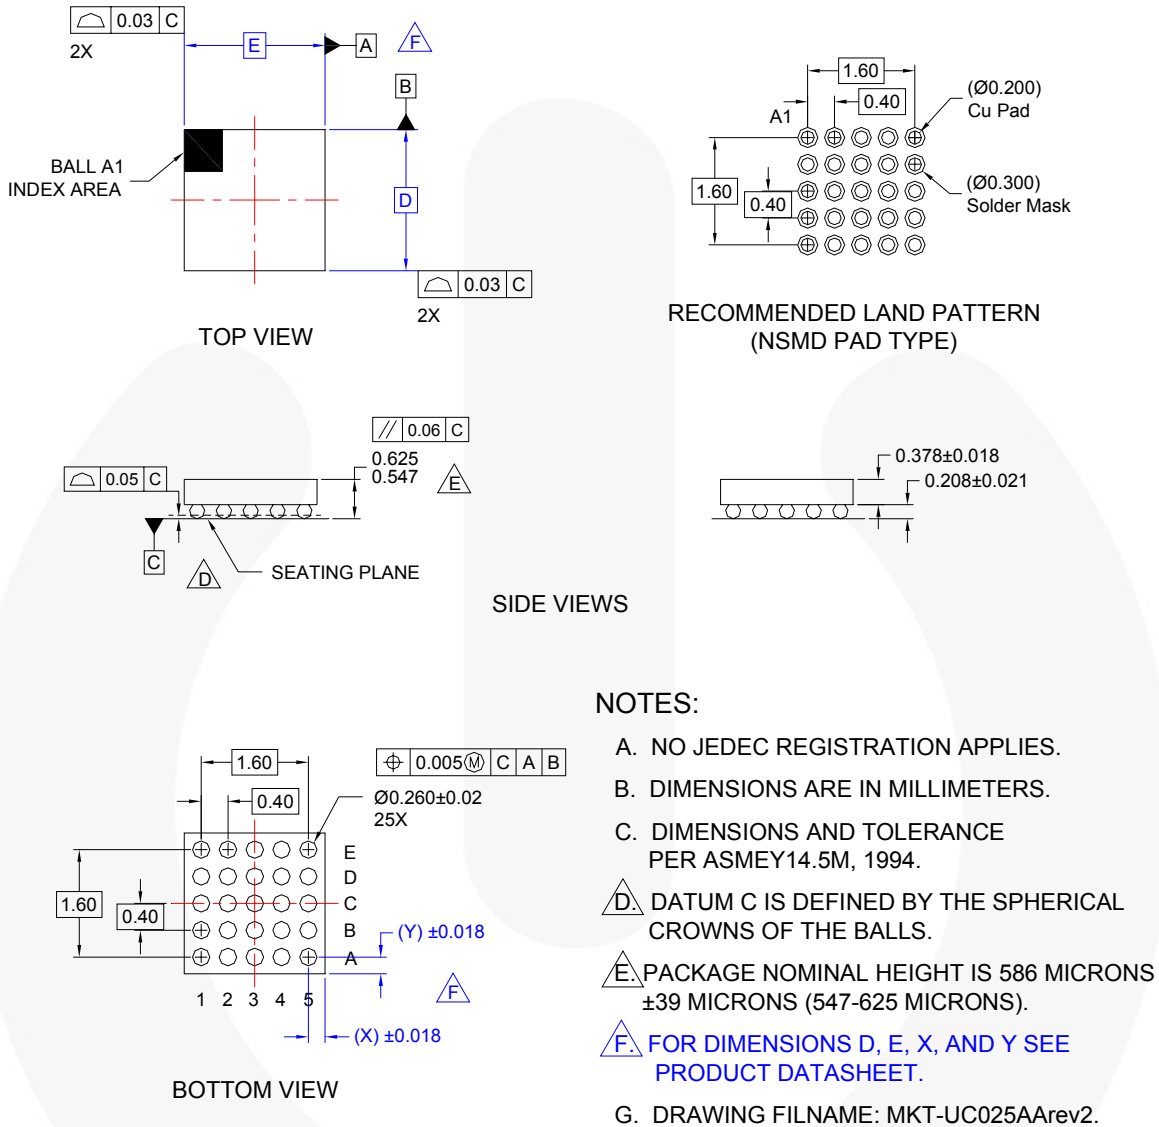 0.03 C
2X
E
A
F
B
BALL A1
INDEX AREA
D
0.03 C
2X
TOP VIEW
1.60
0.40
A1
(Ø0.200)
Cu Pad
1.60
0.40
(Ø0.300)
Solder Mask
RECOMMENDED LAND PATTERN
(NSMD PAD TYPE)
// 0.06 C
0.625
0.547
E
0.05 C
C
D
SEATING PLANE
0.378±0.018
0.208±0.021
SIDE VIEWS
1.60
0.40
0.005 M C A B
Ø0.260±0.02
25X
E
D
C
B
A
1.60
0.40
(Y) ±0.018
F
1 2 3 4 5
(X) ±0.018
BOTTOM VIEW
NOTES:
A. NO JEDEC REGISTRATION APPLIES.
B. DIMENSIONS ARE IN MILLIMETERS.
C. DIMENSIONS AND TOLERANCE
PER ASMEY14.5M, 1994.
D. DATUM C IS DEFINED BY THE SPHERICAL
CROWNS OF THE BALLS.
E. PACKAGE NOMINAL HEIGHT IS 586 MICRONS
±39 MICRONS (547-625 MICRONS).
F. FOR DIMENSIONS D, E, X, AND Y SEE
PRODUCT DATASHEET.
G. DRAWING FILNAME: MKT-UC025AArev2.